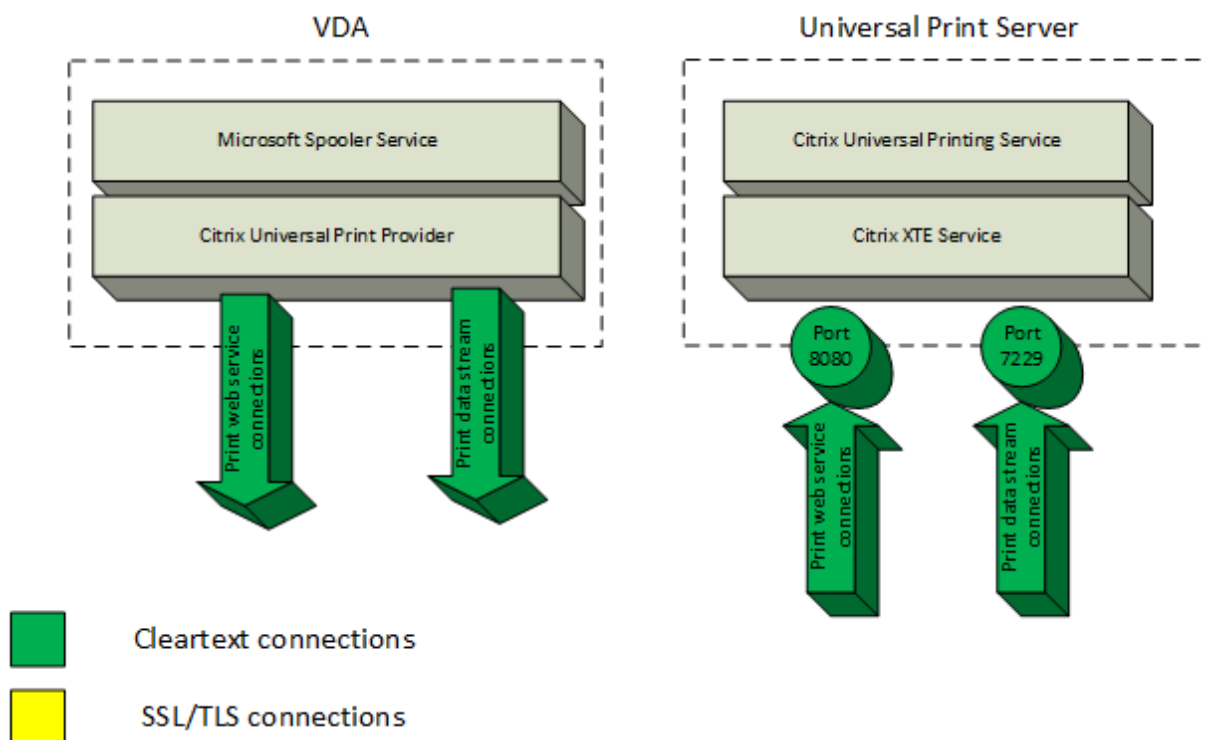 VDA
Universal Print Server
Microsoft Spooler Service
Citrix Universal Print Provider
Citrix Universal Printing Service
Citrix XTE Service
Print web service
connections
Print data stream
connections
Port
8080
Port
7229
Print web service
connections
Print data stream
connections
Cleartext connections
SSL/TLS connections